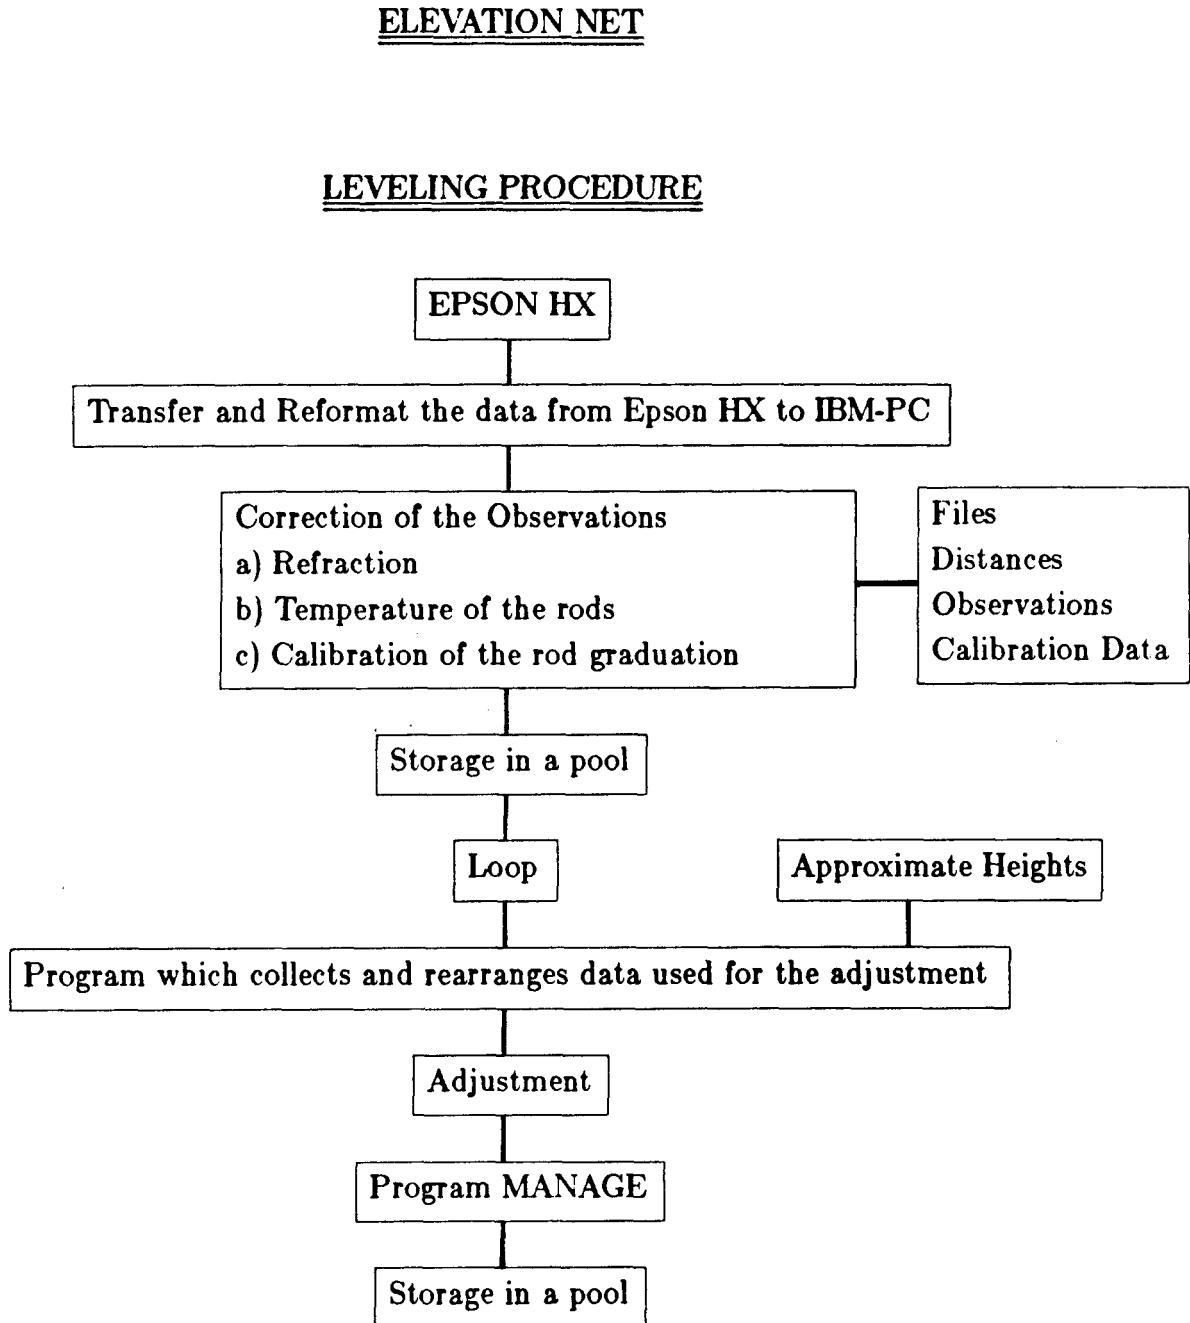 ELEVATION NET
LEVELING PROCEDURE
EPSON HX
Transfer and Reformat the data from Epson HX to IBM-PC
Correction of the Observations
a) Refraction
b) Temperature of the rods
c) Calibration of the rod graduation
Files
Distances
Observations
Calibration Data
Storage in a pool
Loop
Approximate Heights
Program which collects and rearranges data used for the adjustment
Adjustment
Program MANAGE
Storage in a pool